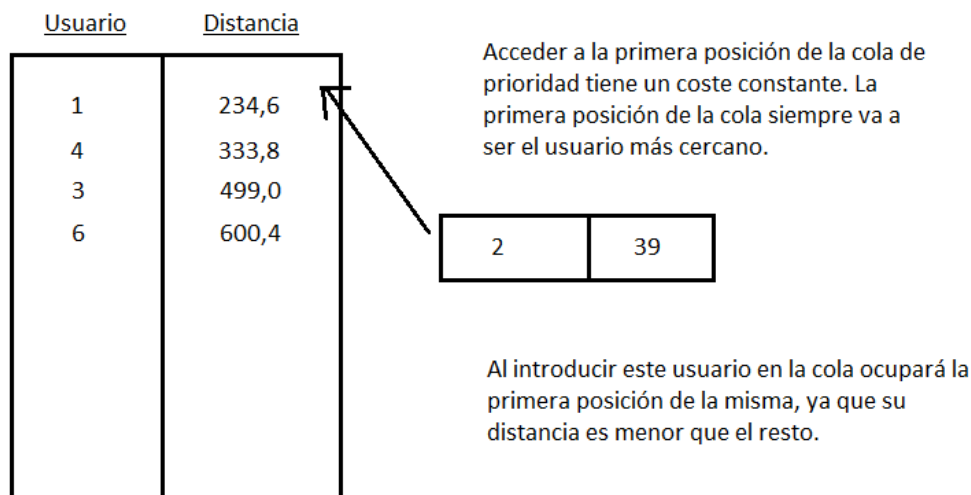 Usuario Distancia
1 234,6
4 333,8
3 499,0
6 600,4
Acceder a la primera posición de la cola de
prioridad tiene un coste constante. La
primera posición de la cola siempre va a
ser el usuario más cercano.
2 39
Al introducir este usuario en la cola ocupará la
primera posición de la misma, ya que su
distancia es menor que el resto.